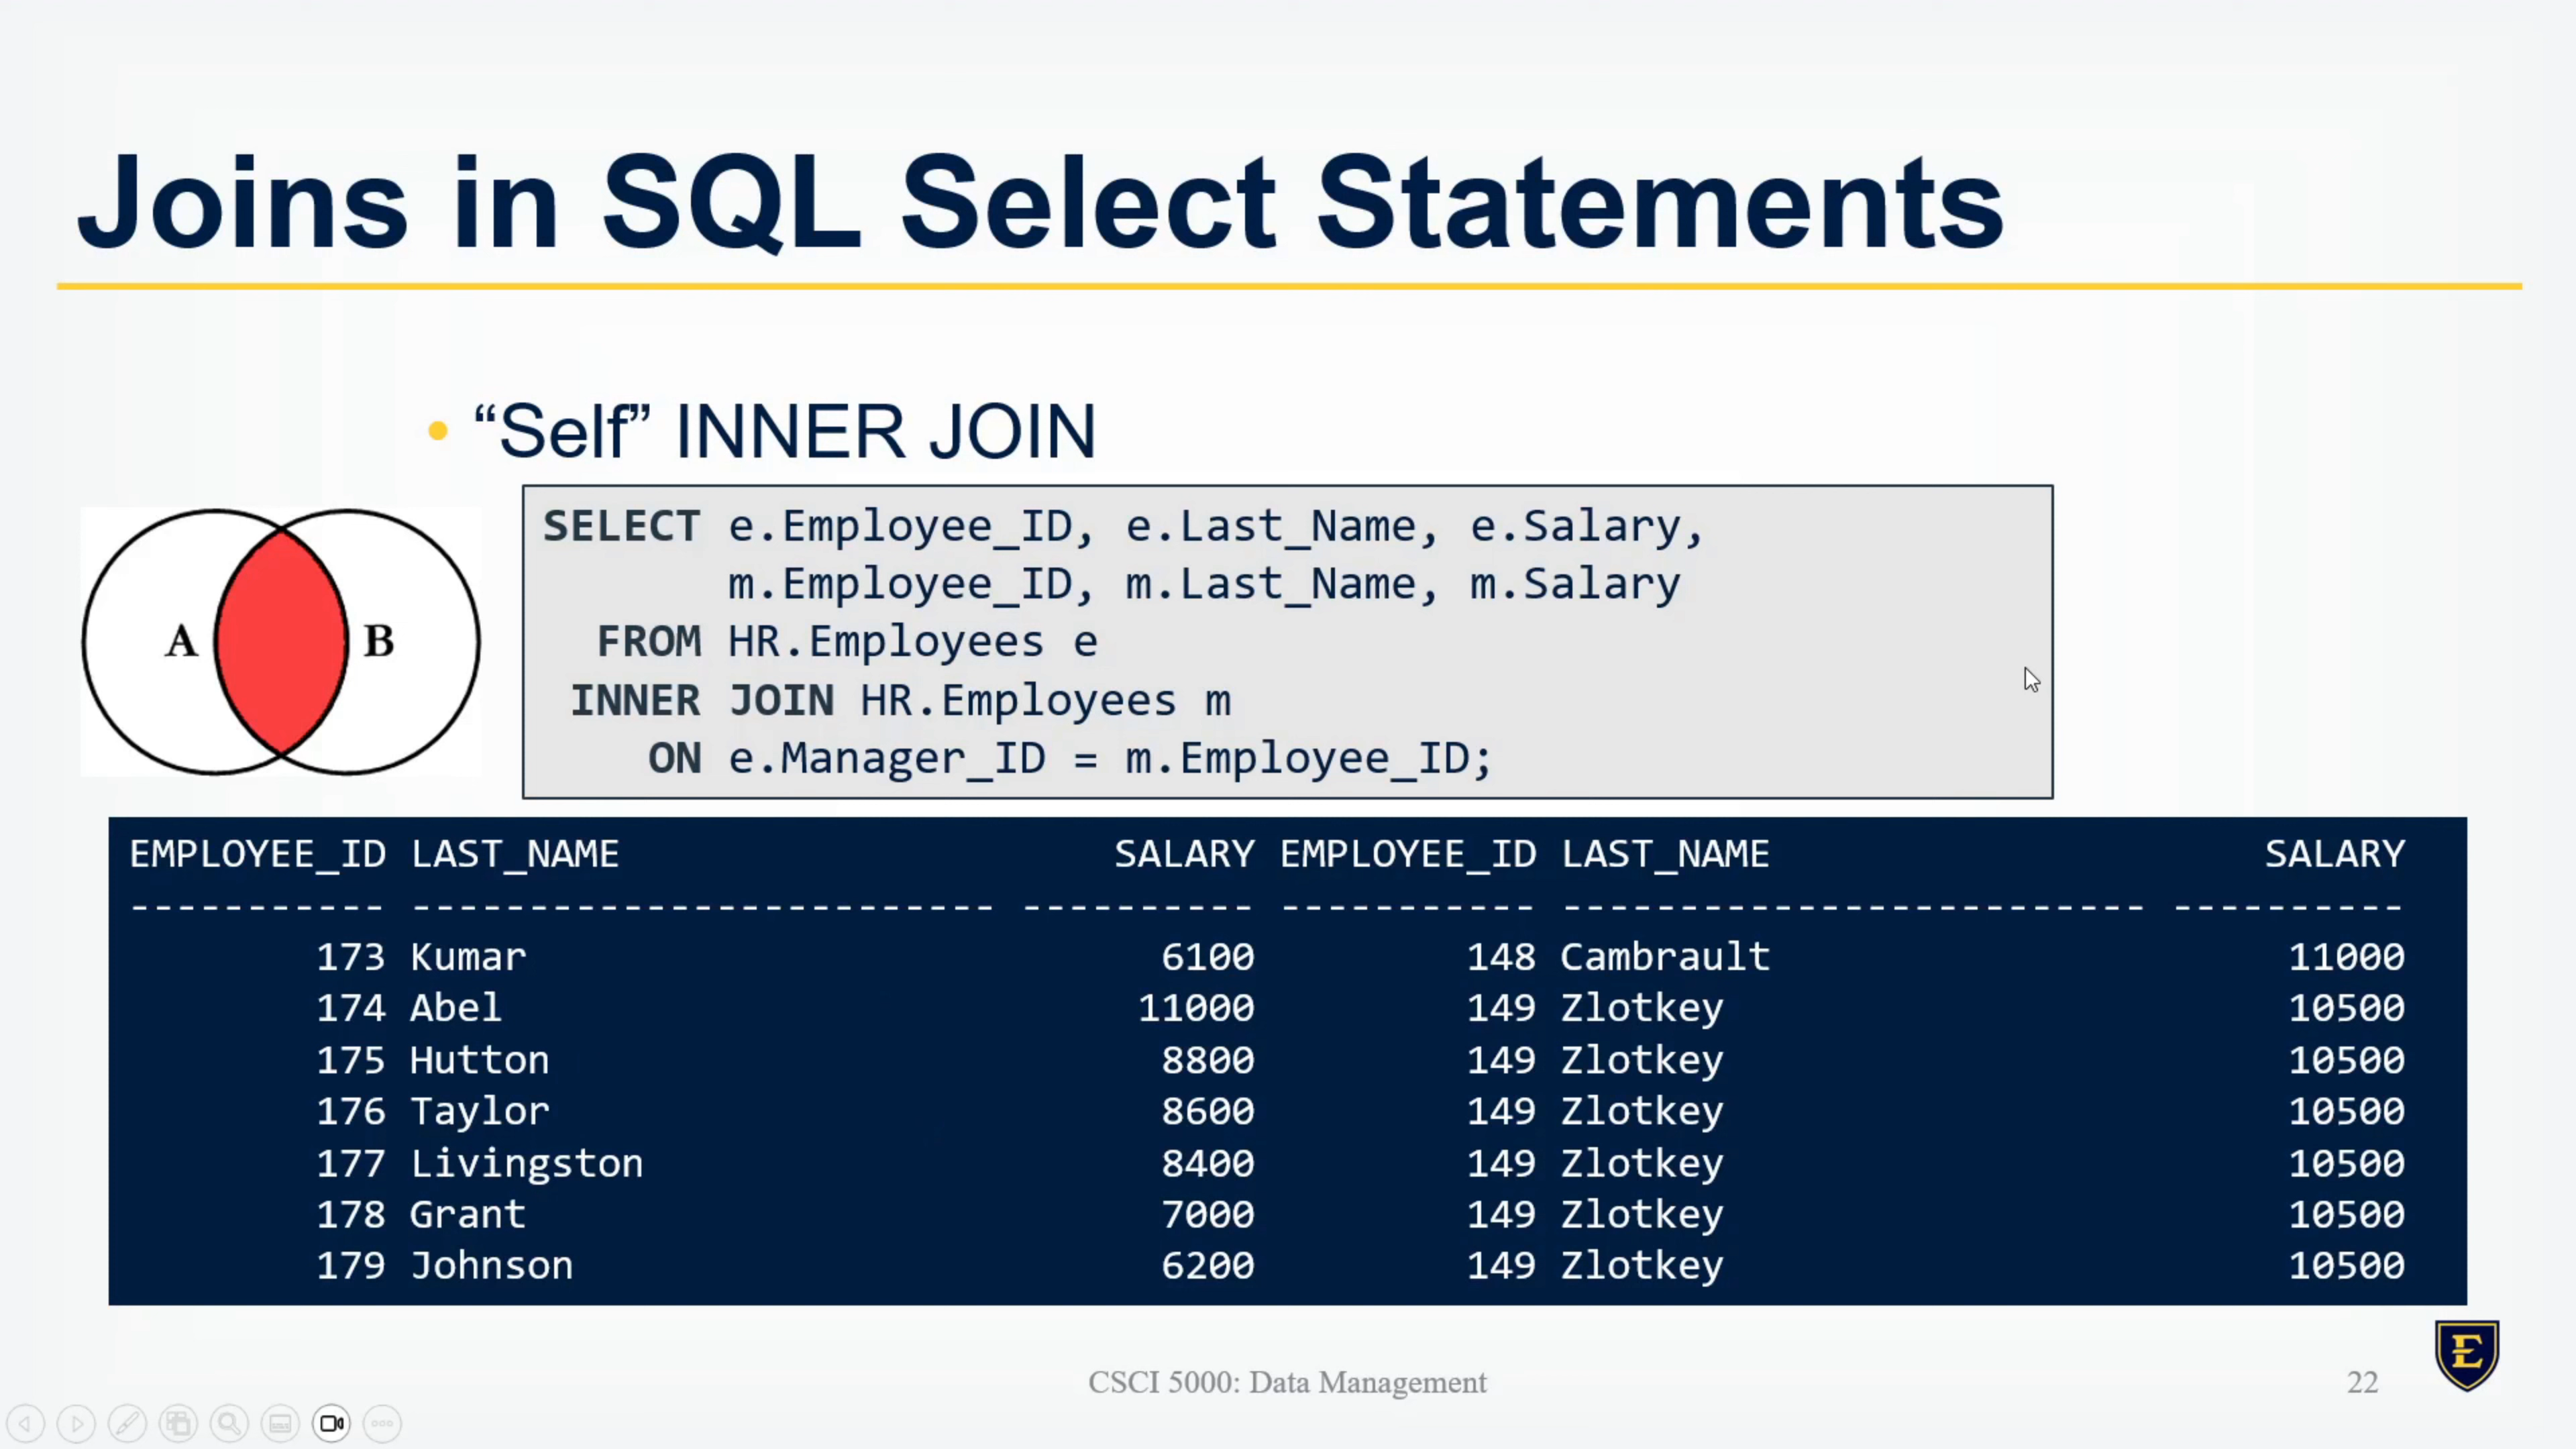 Joins in SQL Select Statements
• “Self” INNER JOIN
A B
SELECT e.Employee_ID, e.Last_Name, e.Salary,
m.Employee_ID, m.Last_Name, m.Salary
FROM HR.Employees e
INNER JOIN HR.Employees m
ON e.Manager_ID = m.Employee_ID;
EMPLOYEE_ID LAST_NAME SALARY EMPLOYEE_ID LAST_NAME SALARY
----------- ------------------------- ---------- ----------- ------------------------- ----------
173 Kumar 6100 148 Cambrault 11000
174 Abel 11000 149 Zlotkey 10500
175 Hutton 8800 149 Zlotkey 10500
176 Taylor 8600 149 Zlotkey 10500
177 Livingston 8400 149 Zlotkey 10500
178 Grant 7000 149 Zlotkey 10500
179 Johnson 6200 149 Zlotkey 10500
CSCI 5000: Data Management
22
E